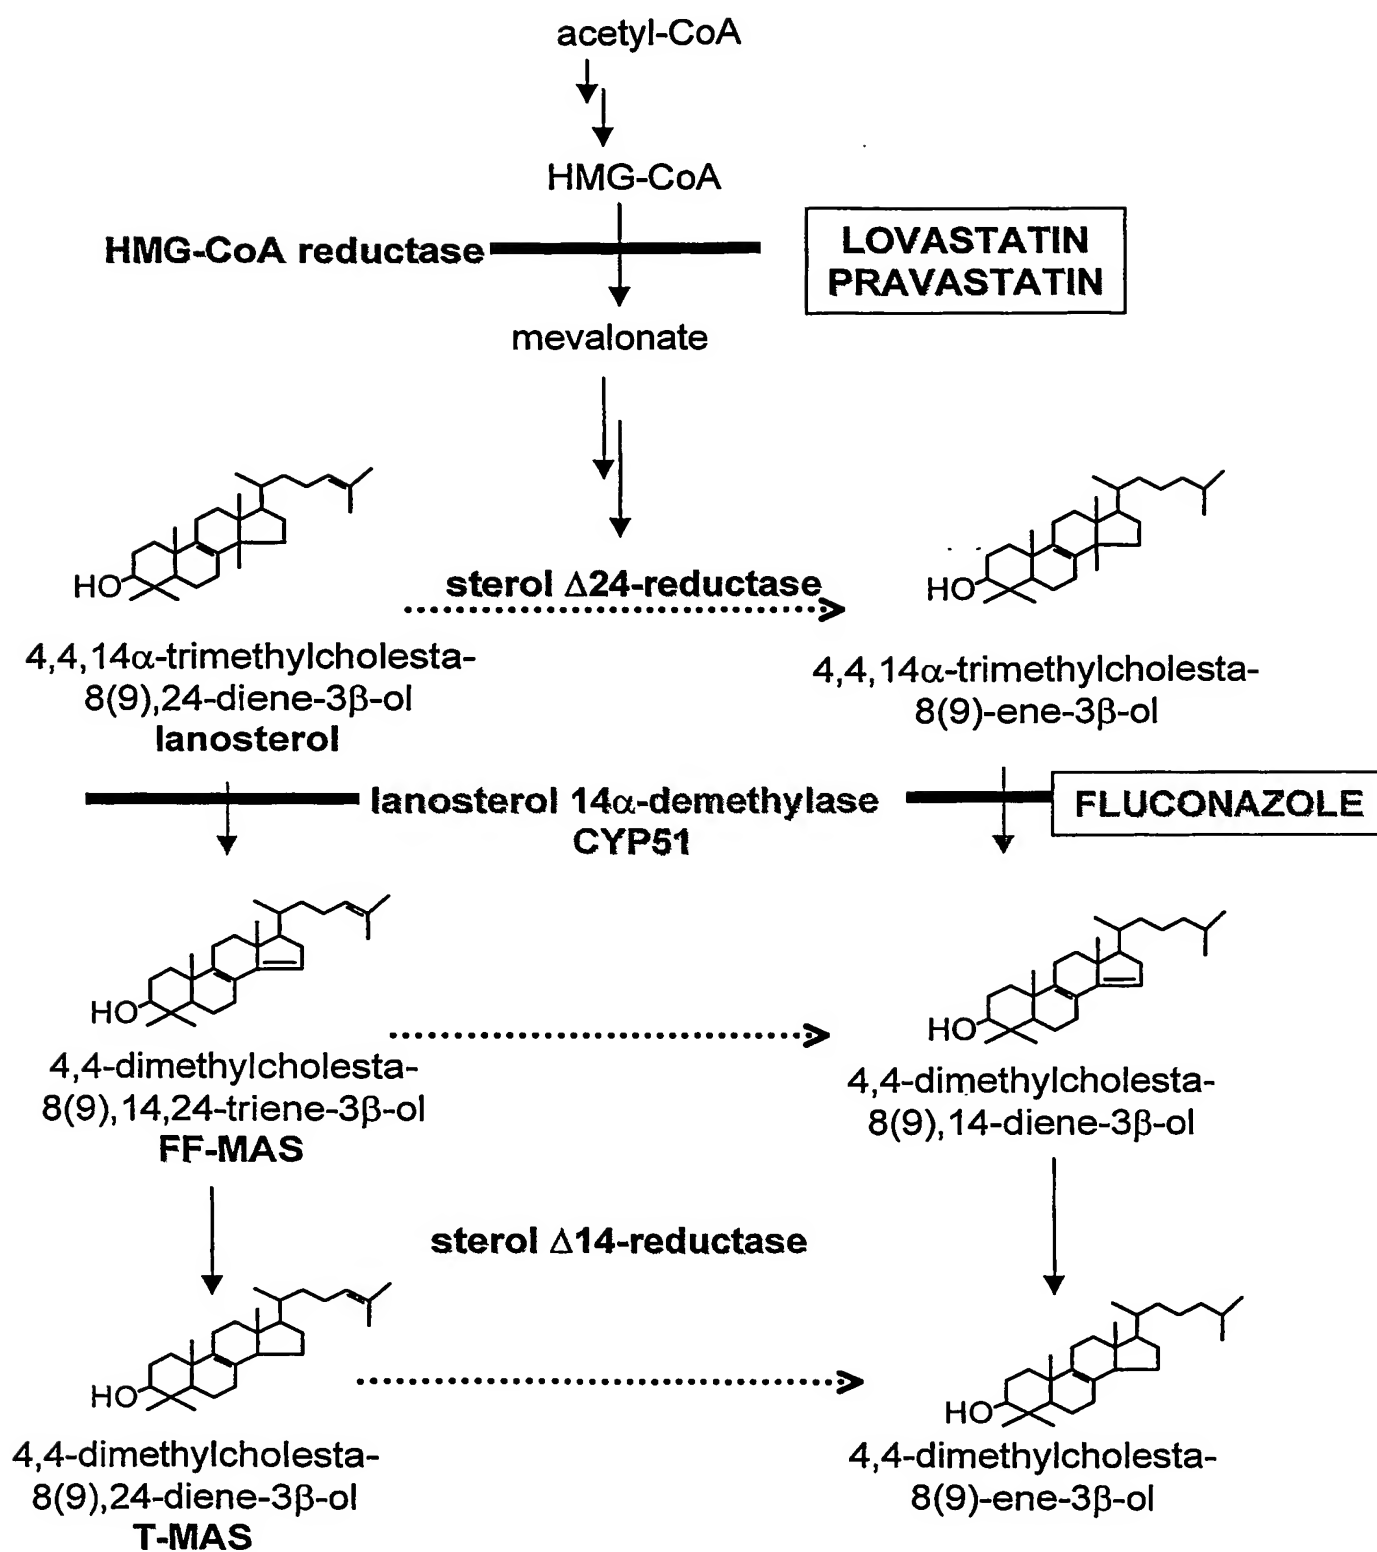 acetyl-CoA
HMG-CoA
HMG-CoA reductase
LOVASTATIN
PRAVASTATIN
mevalonate
HO
HO
sterol Δ24-reductase
4,4,14α-trimethylcholesta-
8(9),24-diene-3β-ol
lanosterol
4,4,14α-trimethylcholesta-
8(9)-ene-3β-ol
lanosterol 14α-demethylase
CYP51
FLUCONAZOLE
HO
HO
4,4-dimethylcholesta-
8(9),14,24-triene-3β-ol
FF-MAS
4,4-dimethylcholesta-
8(9),14-diene-3β-ol
sterol Δ14-reductase
HO
HO
4,4-dimethylcholesta-
8(9),24-diene-3β-ol
T-MAS
4,4-dimethylcholesta-
8(9)-ene-3β-ol